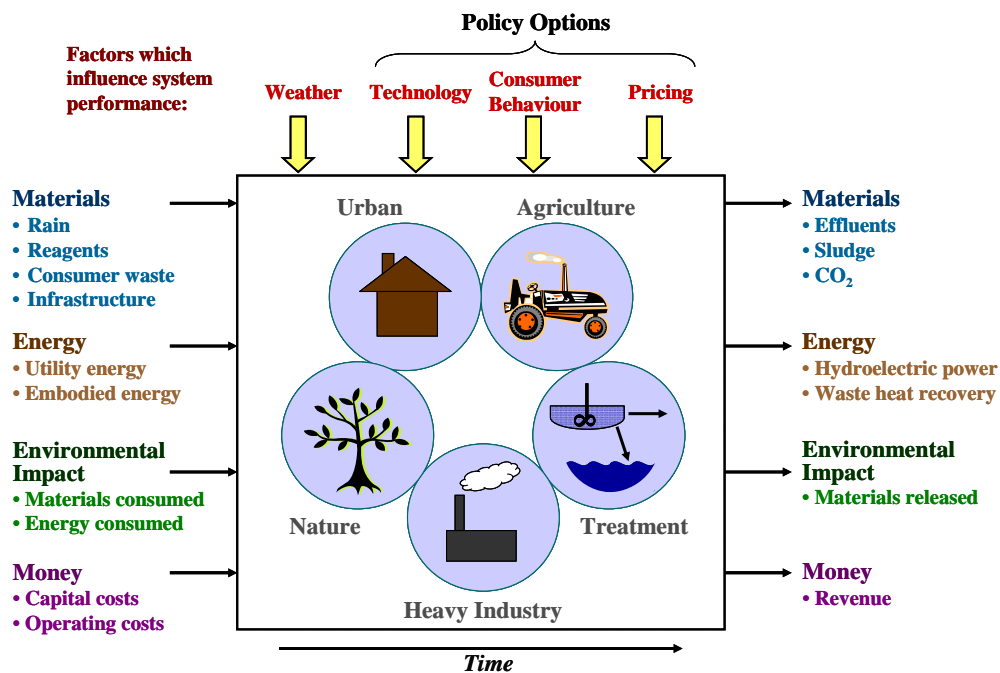 Policy Options
Factors which
influence system
performance:
Weather
Technology
Consumer
Behaviour
Pricing
Materials
• Rain
• Reagents
• Consumer waste
• Infrastructure
Energy
• Utility energy
• Embodied energy
Environmental
Impact
• Materials consumed
• Energy consumed
Money
• Capital costs
• Operating costs
Urban
Agriculture
Nature
Treatment
Heavy Industry
Materials
• Effluents
• Sludge
• CO₂
Energy
• Hydroelectric power
• Waste heat recovery
Environmental
Impact
• Materials released
Money
• Revenue
Time